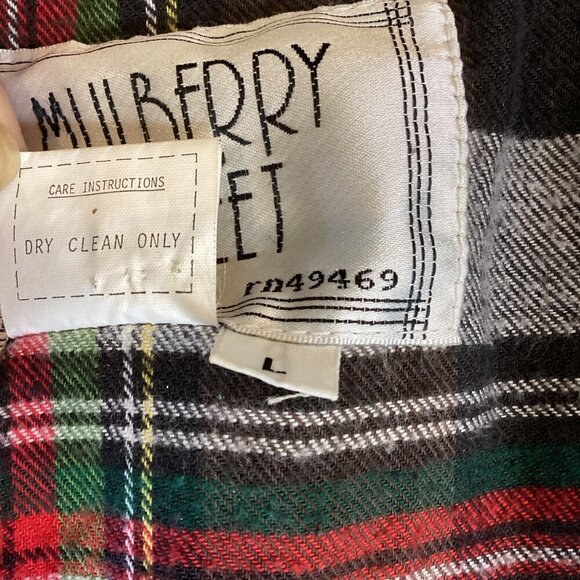 MULBERRY
EET
rn49469
CARE INSTRUCTIONS
DRY CLEAN ONLY
L